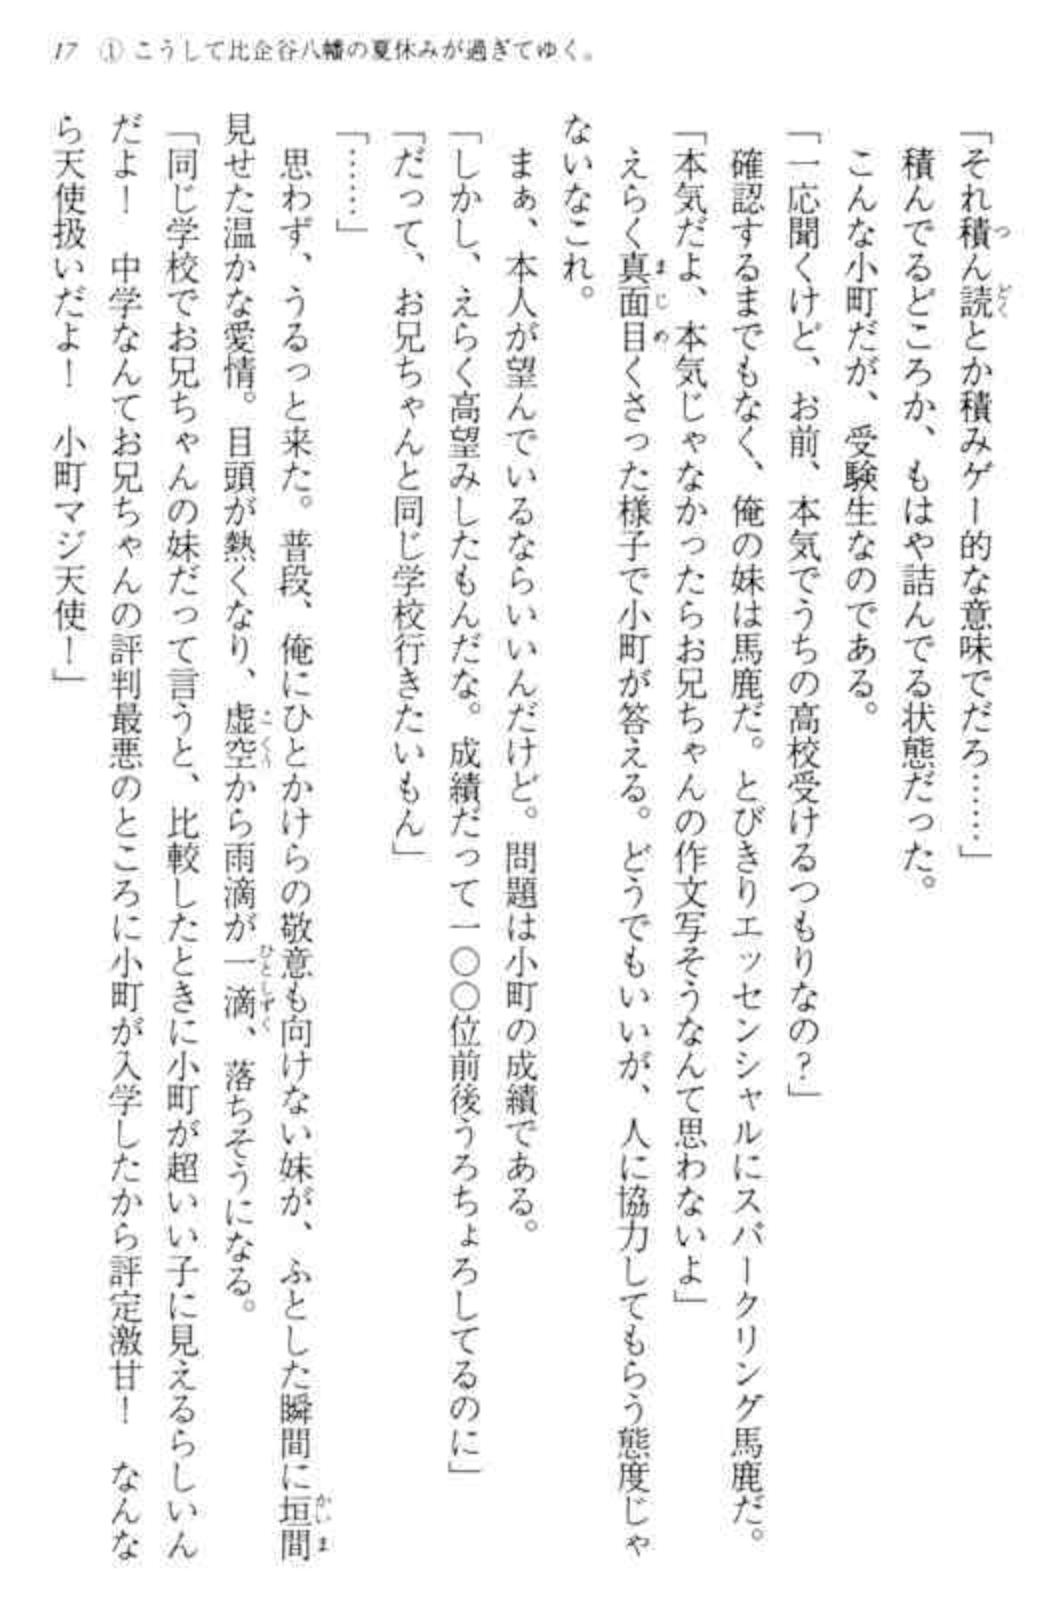 17 ① こうして比企谷八幡の夏休みが過ぎてゆく。
「それ積ん読とか積みゲー的な意味でだろ……」
積んでるどころか、もはや詰んでる状態だった。
こんな小町だが、受験生なのである。
「一応聞くけど、お前、本気でうちの高校受けるつもりなの？」
確認するまでもなく、俺の妹は馬鹿だ。とびきりエッセンシャルにスパークリング馬鹿だ。
「本気だよ、本気じゃなかったらお兄ちゃんの作文写そうなんて思わないよ」
えらく真面目くさった様子で小町が答える。どうでもいいが、人に協力してもらう態度じゃ
ないなこれ。
まぁ、本人が望んでいるならいいんだけど。問題は小町の成績である。
「しかし、えらく高望みしたもんだな。成績だって一〇〇位前後うろちょろしてるのに」
「だって、お兄ちゃんと同じ学校行きたいもん」
「……」
思わず、うるっと来た。普段、俺にひとかけらの敬意も向けない妹が、ふとした瞬間に垣間
見せた温かな愛情。目頭が熱くなり、虚空から雨滴が一滴、落ちそうになる。
「同じ学校でお兄ちゃんの妹だって言うと、比較したときに小町が超いい子に見えるらしいん
だよ！　中学なんてお兄ちゃんの評判最悪のところに小町が入学したから評定激甘！　なんな
ら天使扱いだよ！　小町マジ天使！」